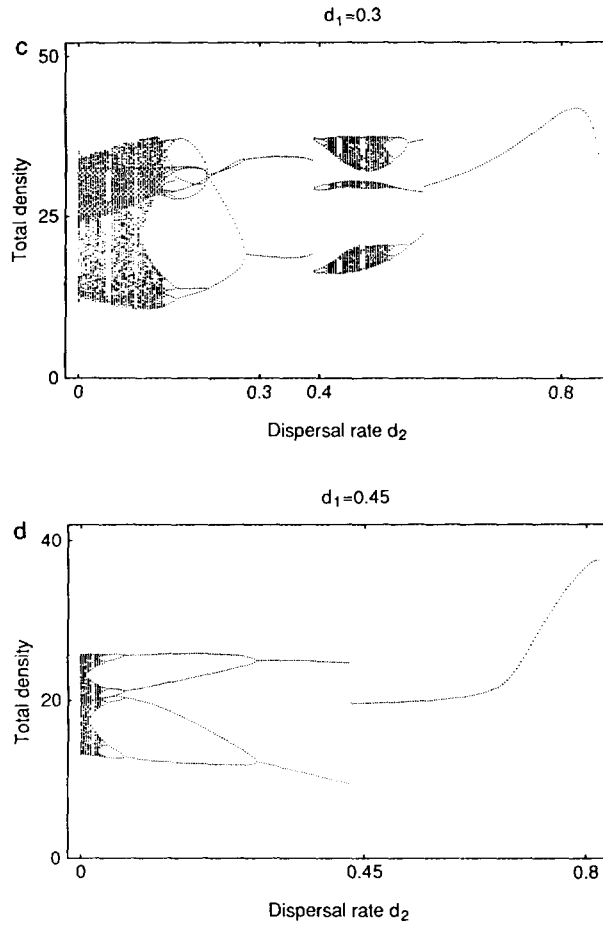 d₁=0.3
c
50
25
0
Total density
0
0.3
0.4
0.8
Dispersal rate d₂
d₁=0.45
d
40
20
0
Total density
0
0.45
0.8
Dispersal rate d₂